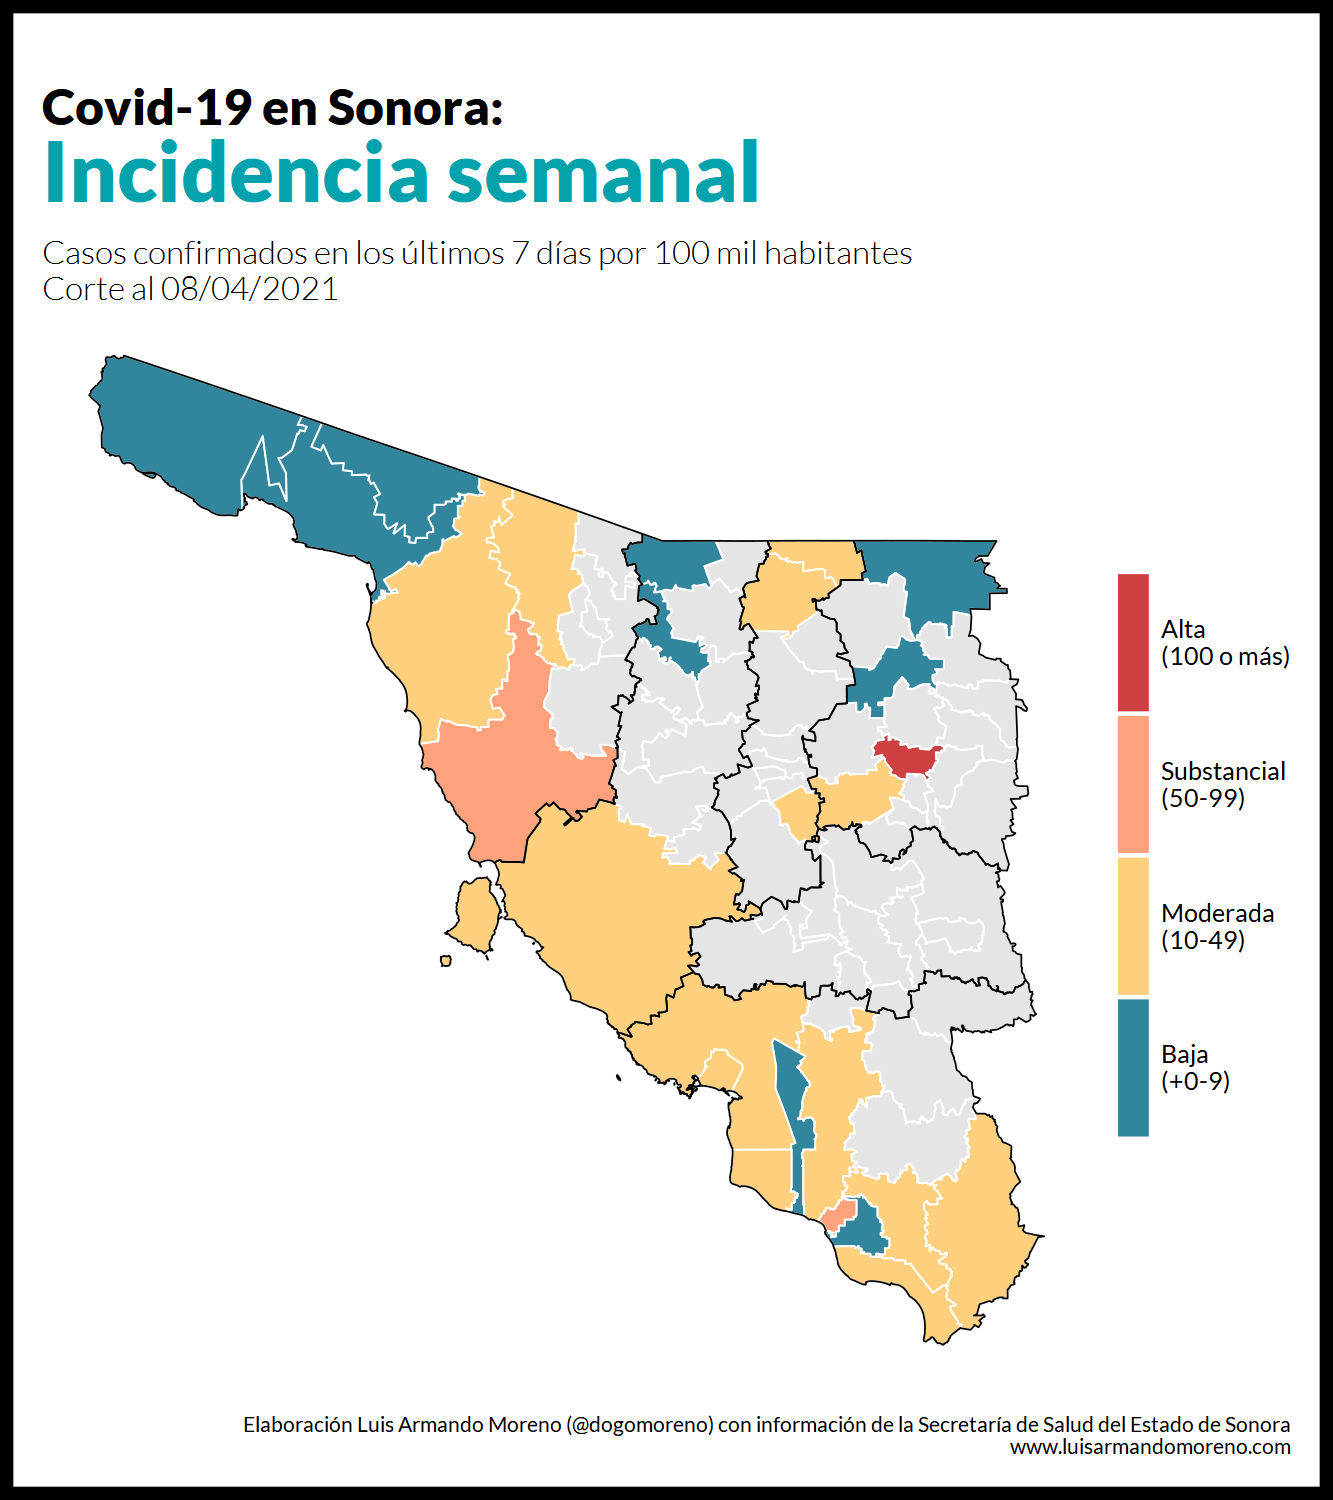 Covid-19 en Sonora:
Incidencia semanal
Casos confirmados en los últimos 7 días por 100 mil habitantes
Corte al 08/04/2021
Alta
(100 o más)
Substancial
(50-99)
Moderada
(10-49)
Baja
(+0-9)
Elaboración Luis Armando Moreno (@dogomoreno) con información de la Secretaría de Salud del Estado de Sonora
www.luisarmandomoreno.com